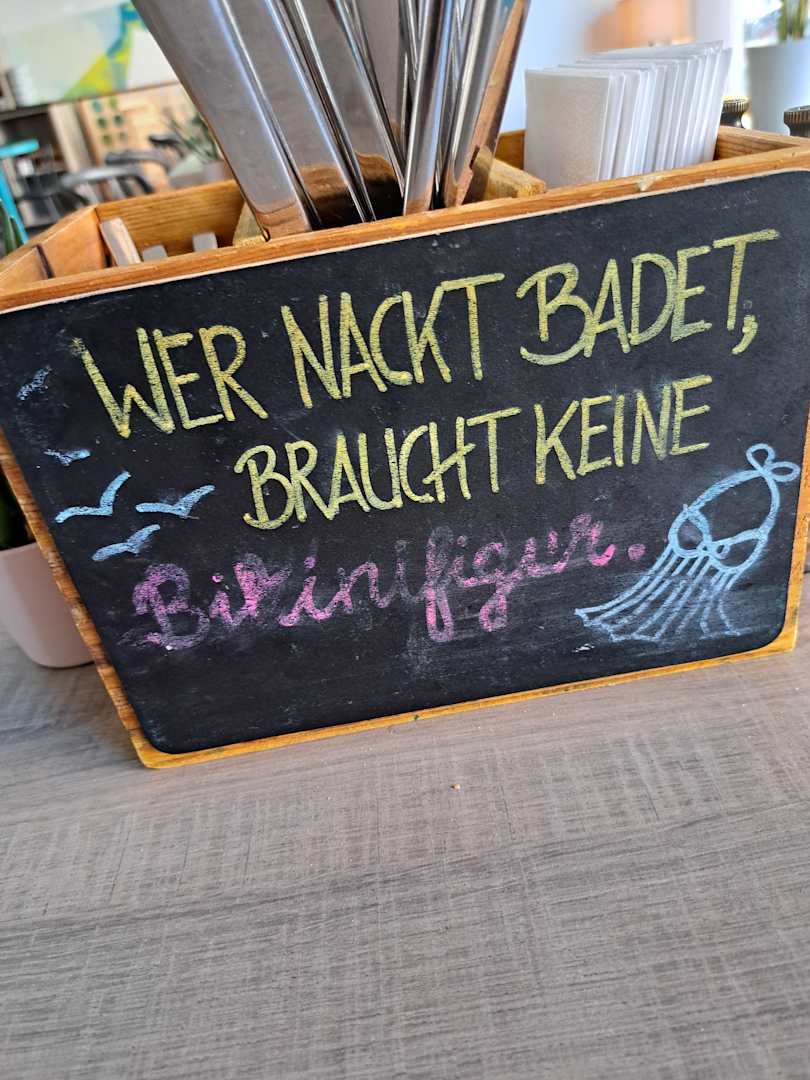 WER NACKT BADET,
BRAUCHT KEINE
Bikinifigur.